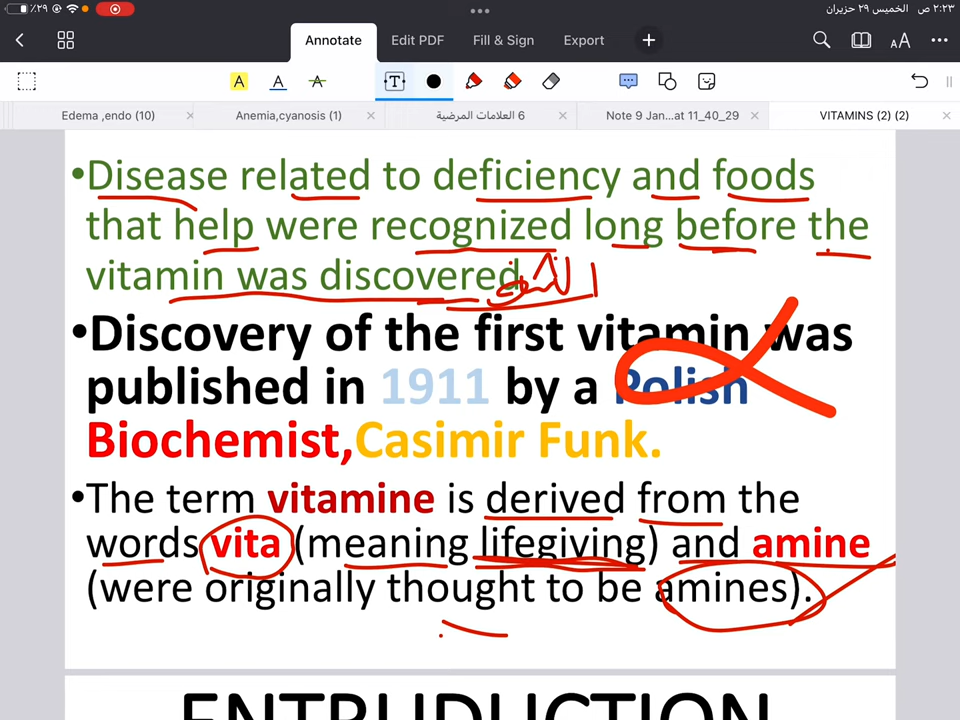 ٪٢٩ ٢:٢٣ ص الخميس ٢٩ حزيران
Annotate Edit PDF Fill & Sign Export
A A A T AA
Edema ,endo (10) Anemia,cyanosis (1) 6 العلامات المرضية Note 9 Jan...at 11_40_29 VITAMINS (2) (2)
•Disease related to deficiency and foods
that help were recognized long before the
vitamin was discovered
•Discovery of the first vitamin was
published in 1911 by a Polish
Biochemist,Casimir Funk.
•The term vitamine is derived from the
words vita (meaning lifegiving) and amine
(were originally thought to be amines).
ENTRUDUCTION